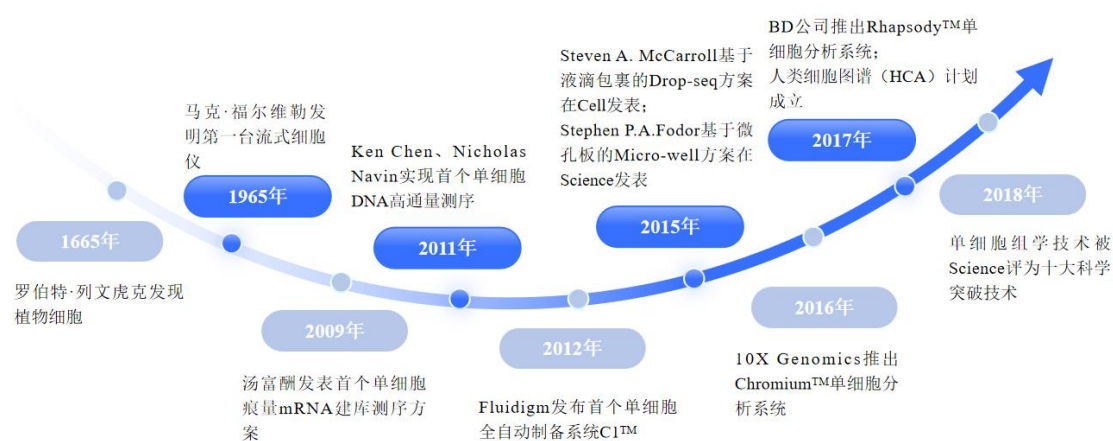 1665年
罗伯特·列文虎克发现
植物细胞
马克·福尔维勒发
明第一台流式细胞
仪
1965年
2009年
汤富酬发表首个单细胞
痕量mRNA建库测序方
案
Ken Chen、Nicholas
Navin实现首个单细胞
DNA高通量测序
2011年
2012年
Fluidigm发布首个单细胞
全自动制备系统C1™
Steven A. McCarroll基于
液滴包裹的Drop-seq方案
在Cell发表；
Stephen P.A.Fodor基于微
孔板的Micro-well方案在
Science发表
2015年
2016年
10X Genomics推出
Chromium™单细胞分
析系统
BD公司推出Rhapsody™单
细胞分析系统；
人类细胞图谱（HCA）计划
成立
2017年
2018年
单细胞组学技术被
Science评为十大科学
突破技术